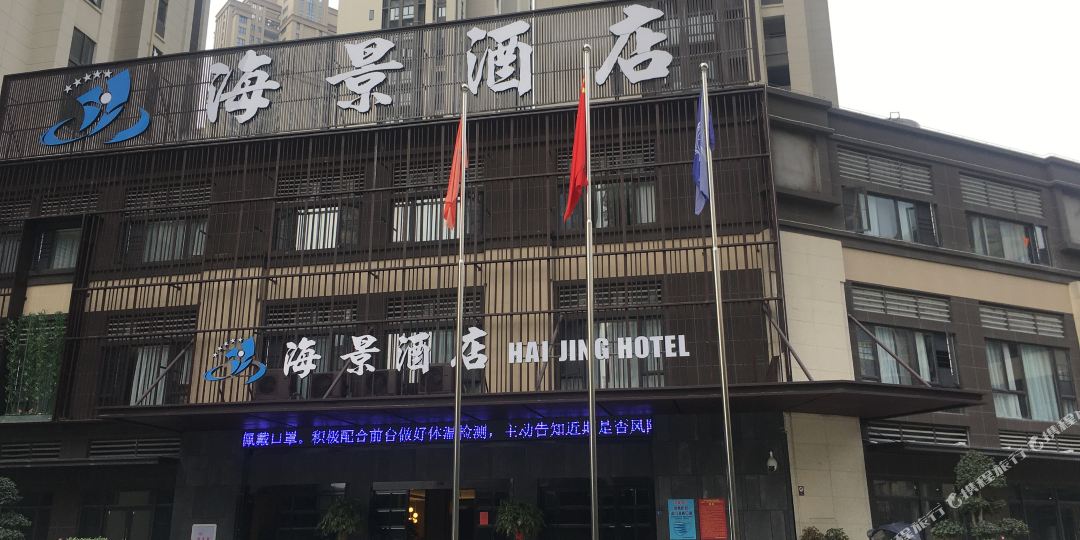 海景酒店
海景酒店 HAI JING HOTEL
佩戴口罩。积极配合前台做好体温检测，主动告知近期是否
携程旅行